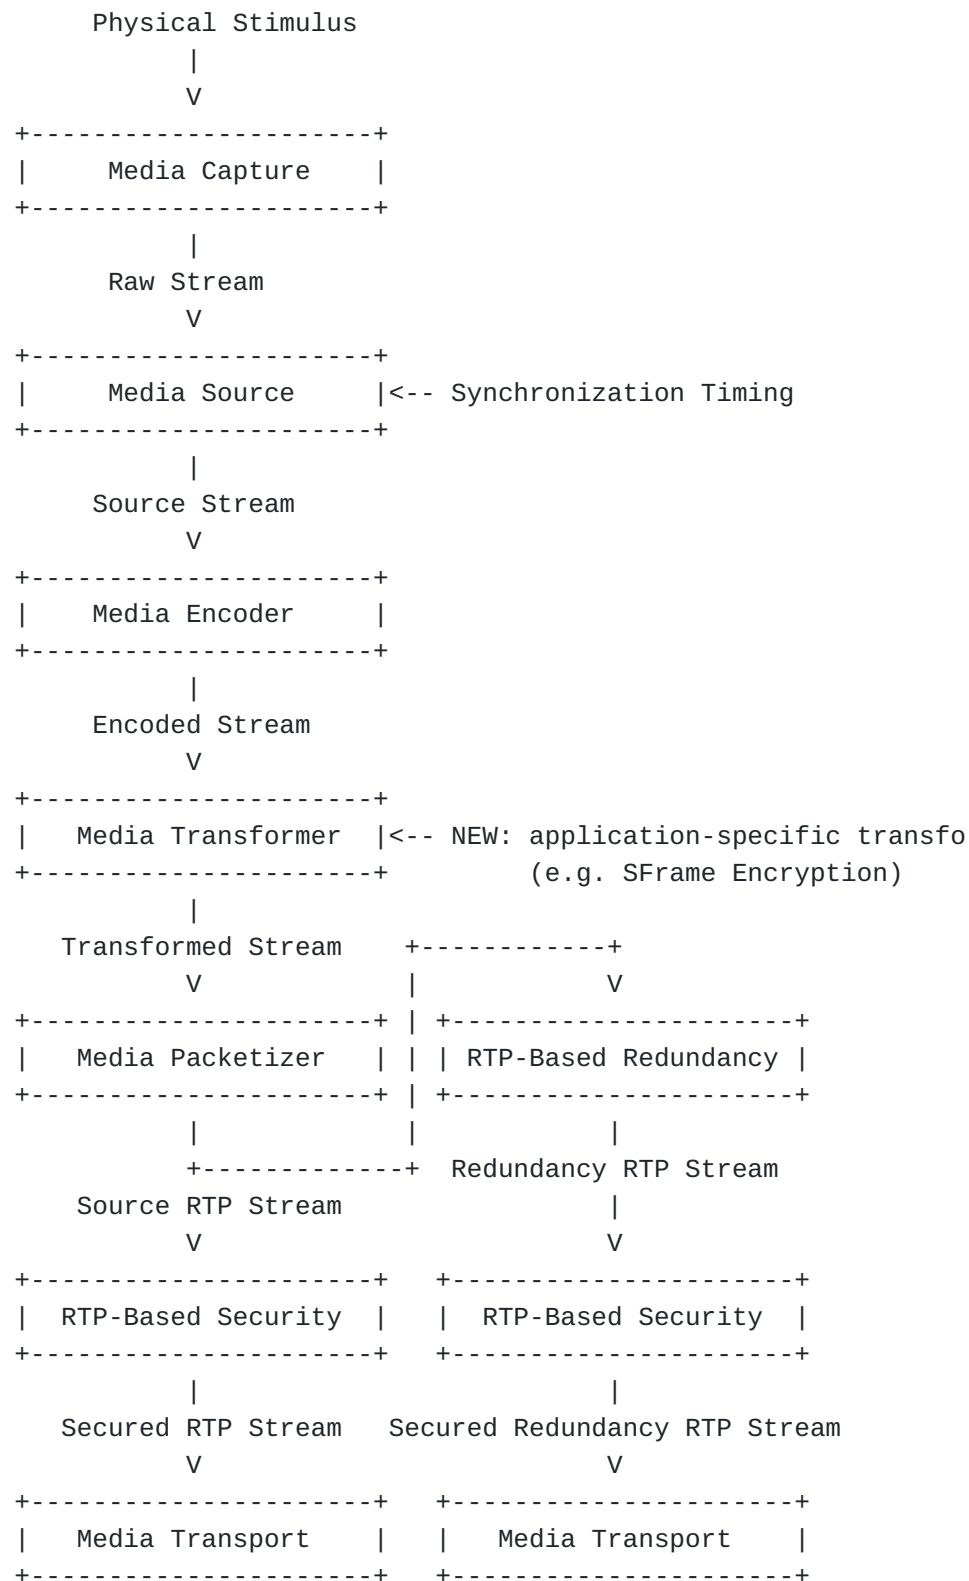 Physical Stimulus
            |
            V
+----------------------+
|     Media Capture    |
+----------------------+
            |
      Raw Stream
            V
+----------------------+
|     Media Source     |<-- Synchronization Timing
+----------------------+
            |
     Source Stream
            V
+----------------------+
|    Media Encoder     |
+----------------------+
            |
     Encoded Stream
            V
+----------------------+
|   Media Transformer  |<-- NEW: application-specific transfo
+----------------------+         (e.g. SFrame Encryption)
            |
   Transformed Stream    +------------+
            V             |            V
+----------------------+ | +----------------------+
|   Media Packetizer   | | | RTP-Based Redundancy |
+----------------------+ | +----------------------+
            |             |            |
           +-------------+  Redundancy RTP Stream
    Source RTP Stream                  |
            V                          V
+----------------------+   +----------------------+
|  RTP-Based Security  |   |  RTP-Based Security  |
+----------------------+   +----------------------+
            |                          |
   Secured RTP Stream   Secured Redundancy RTP Stream
            V                          V
+----------------------+   +----------------------+
|   Media Transport    |   |   Media Transport    |
+----------------------+   +----------------------+